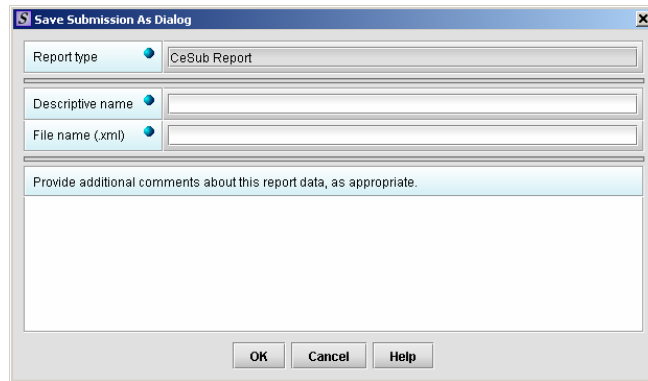 S Save Submission As Dialog X
Report type CeSub Report
Descriptive name
File name (.xml)
Provide additional comments about this report data, as appropriate.
OK Cancel Help